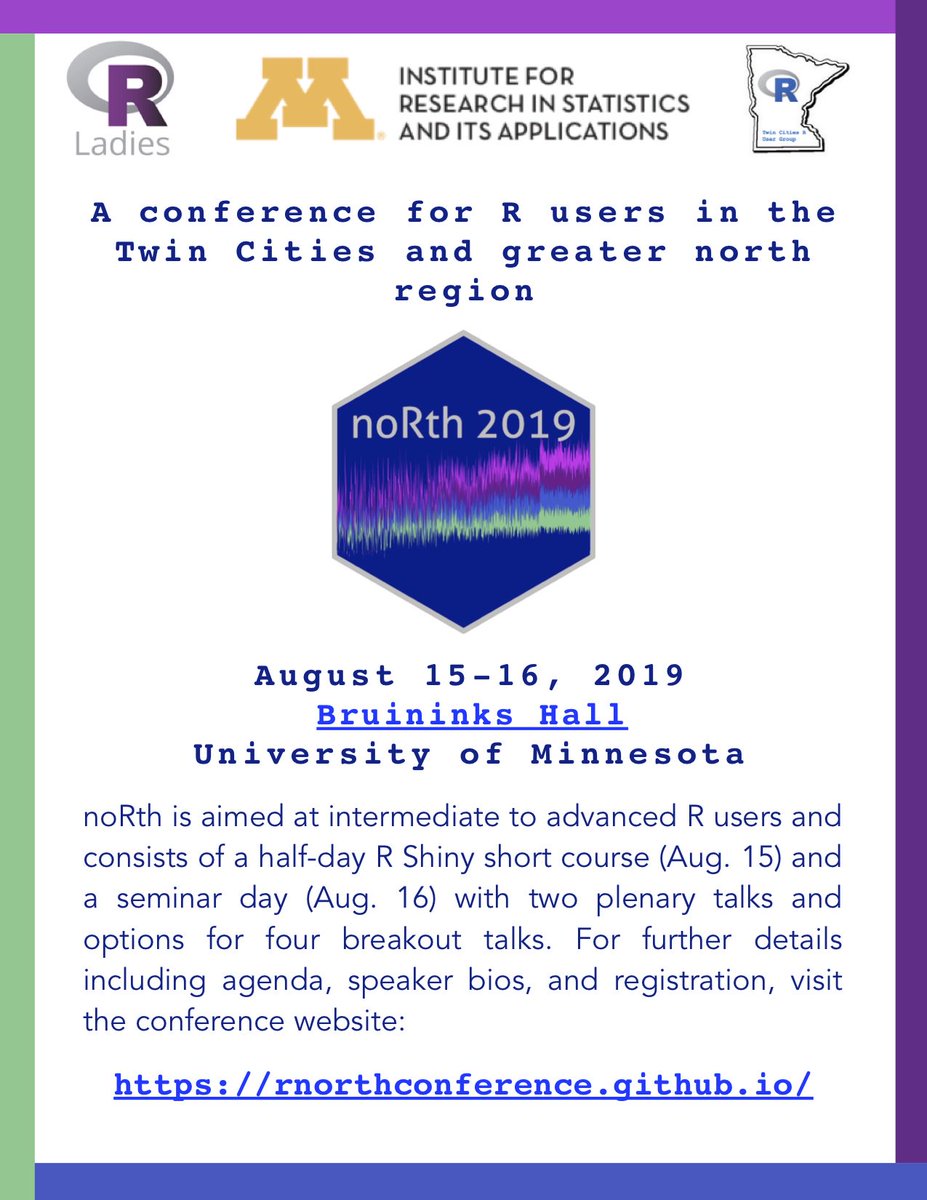 R
Ladies
M
INSTITUTE FOR
RESEARCH IN STATISTICS
AND ITS APPLICATIONS
R
Twin Cities R
User Group
A conference for R users in the
Twin Cities and greater north
region
noRth 2019
August 15-16, 2019
Bruininks Hall
University of Minnesota
noRth is aimed at intermediate to advanced R users and
consists of a half-day R Shiny short course (Aug. 15) and
a seminar day (Aug. 16) with two plenary talks and
options for four breakout talks. For further details
including agenda, speaker bios, and registration, visit
the conference website:
https://rnorthconference.github.io/